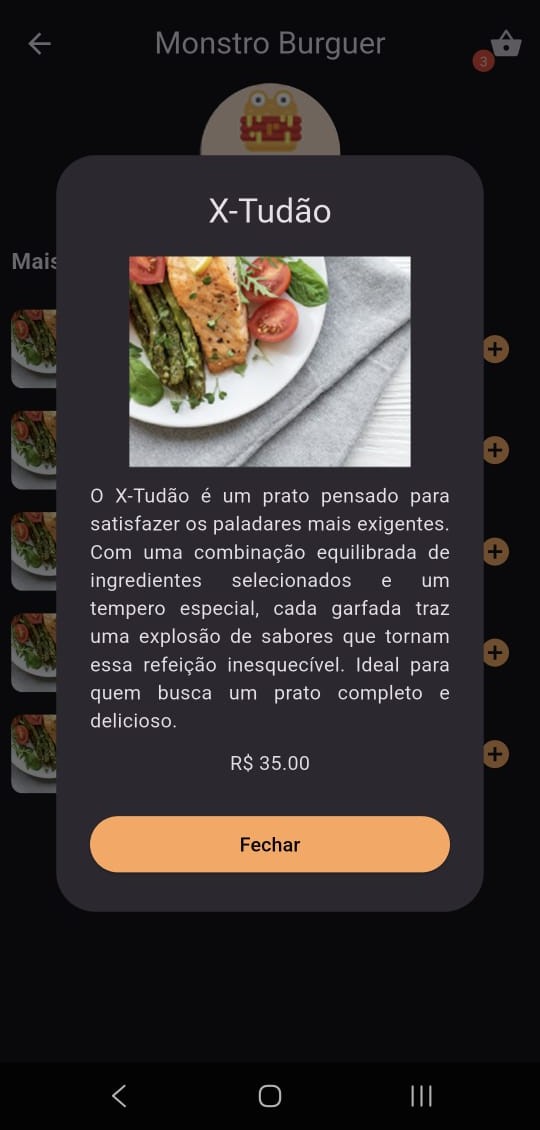 Monstro Burguer
3
X-Tudão
Mais
O X-Tudão é um prato pensado para
satisfazer os paladares mais exigentes.
Com uma combinação equilibrada de
ingredientes selecionados e um
tempero especial, cada garfada traz
uma explosão de sabores que tornam
essa refeição inesquecível. Ideal para
quem busca um prato completo e
delicioso.
R$ 35.00
Fechar